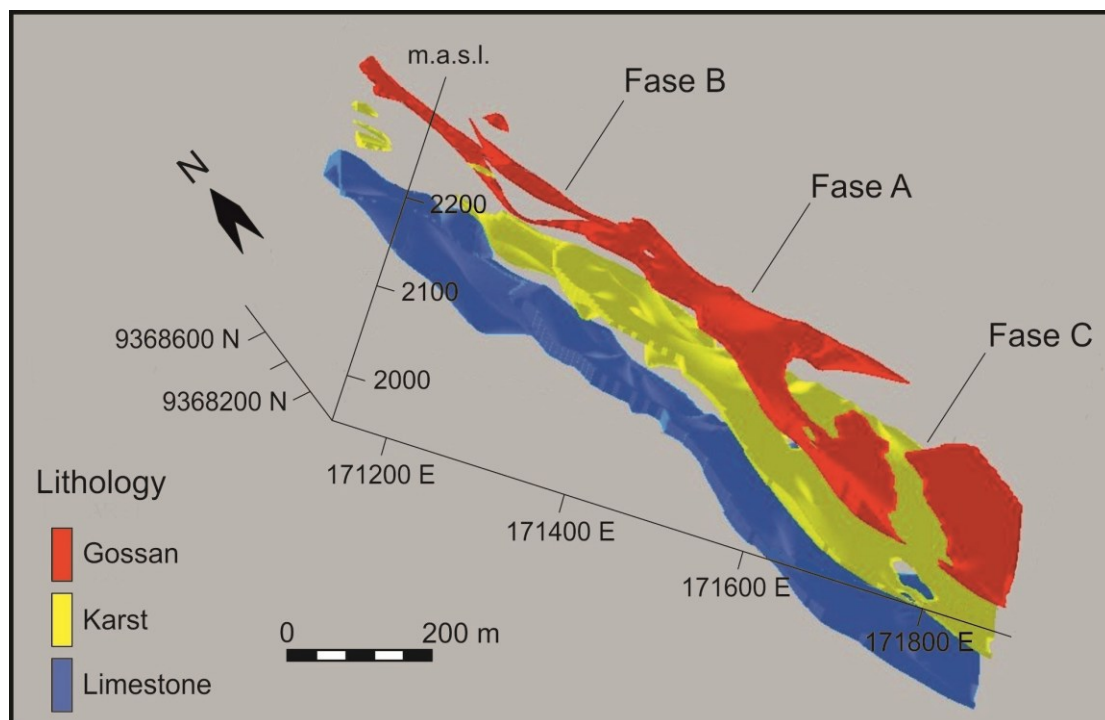 m.a.s.l.
Fase B
N
Fase A
2200
2100
Fase C
9368600 N
2000
9368200 N
171200 E
Lithology
171400 E
Gossan
171600 E
Karst
0 200 m
171800 E
Limestone